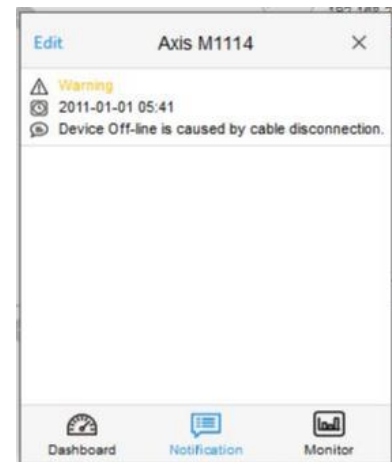 Edit Axis M1114
Warning
2011-01-01 05:41
Device Off-line is caused by cable disconnection.
Dashboard Notification Monitor